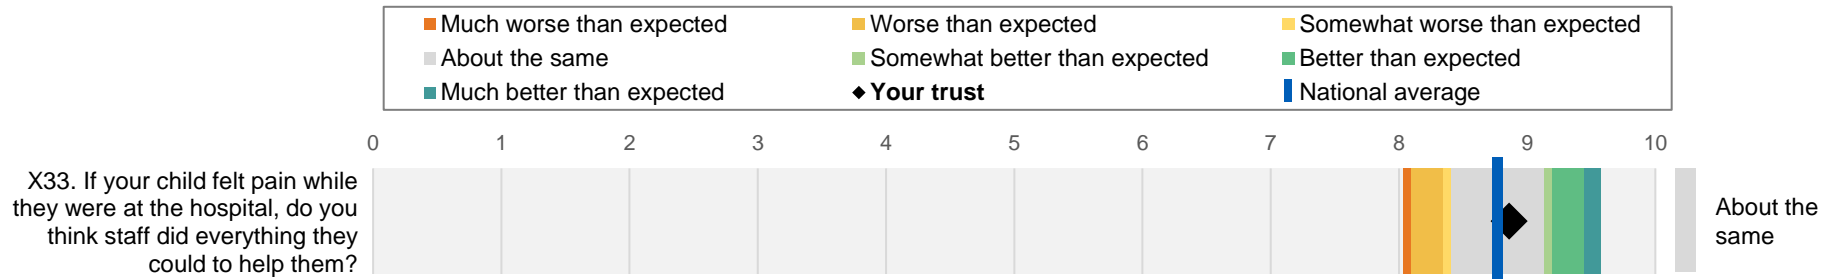 Much worse than expected
Worse than expected
Somewhat worse than expected
About the same
Somewhat better than expected
Better than expected
Much better than expected
Your trust
National average
0 1 2 3 4 5 6 7 8 9 10
X33. If your child felt pain while
they were at the hospital, do you
think staff did everything they
could to help them?
About the
same